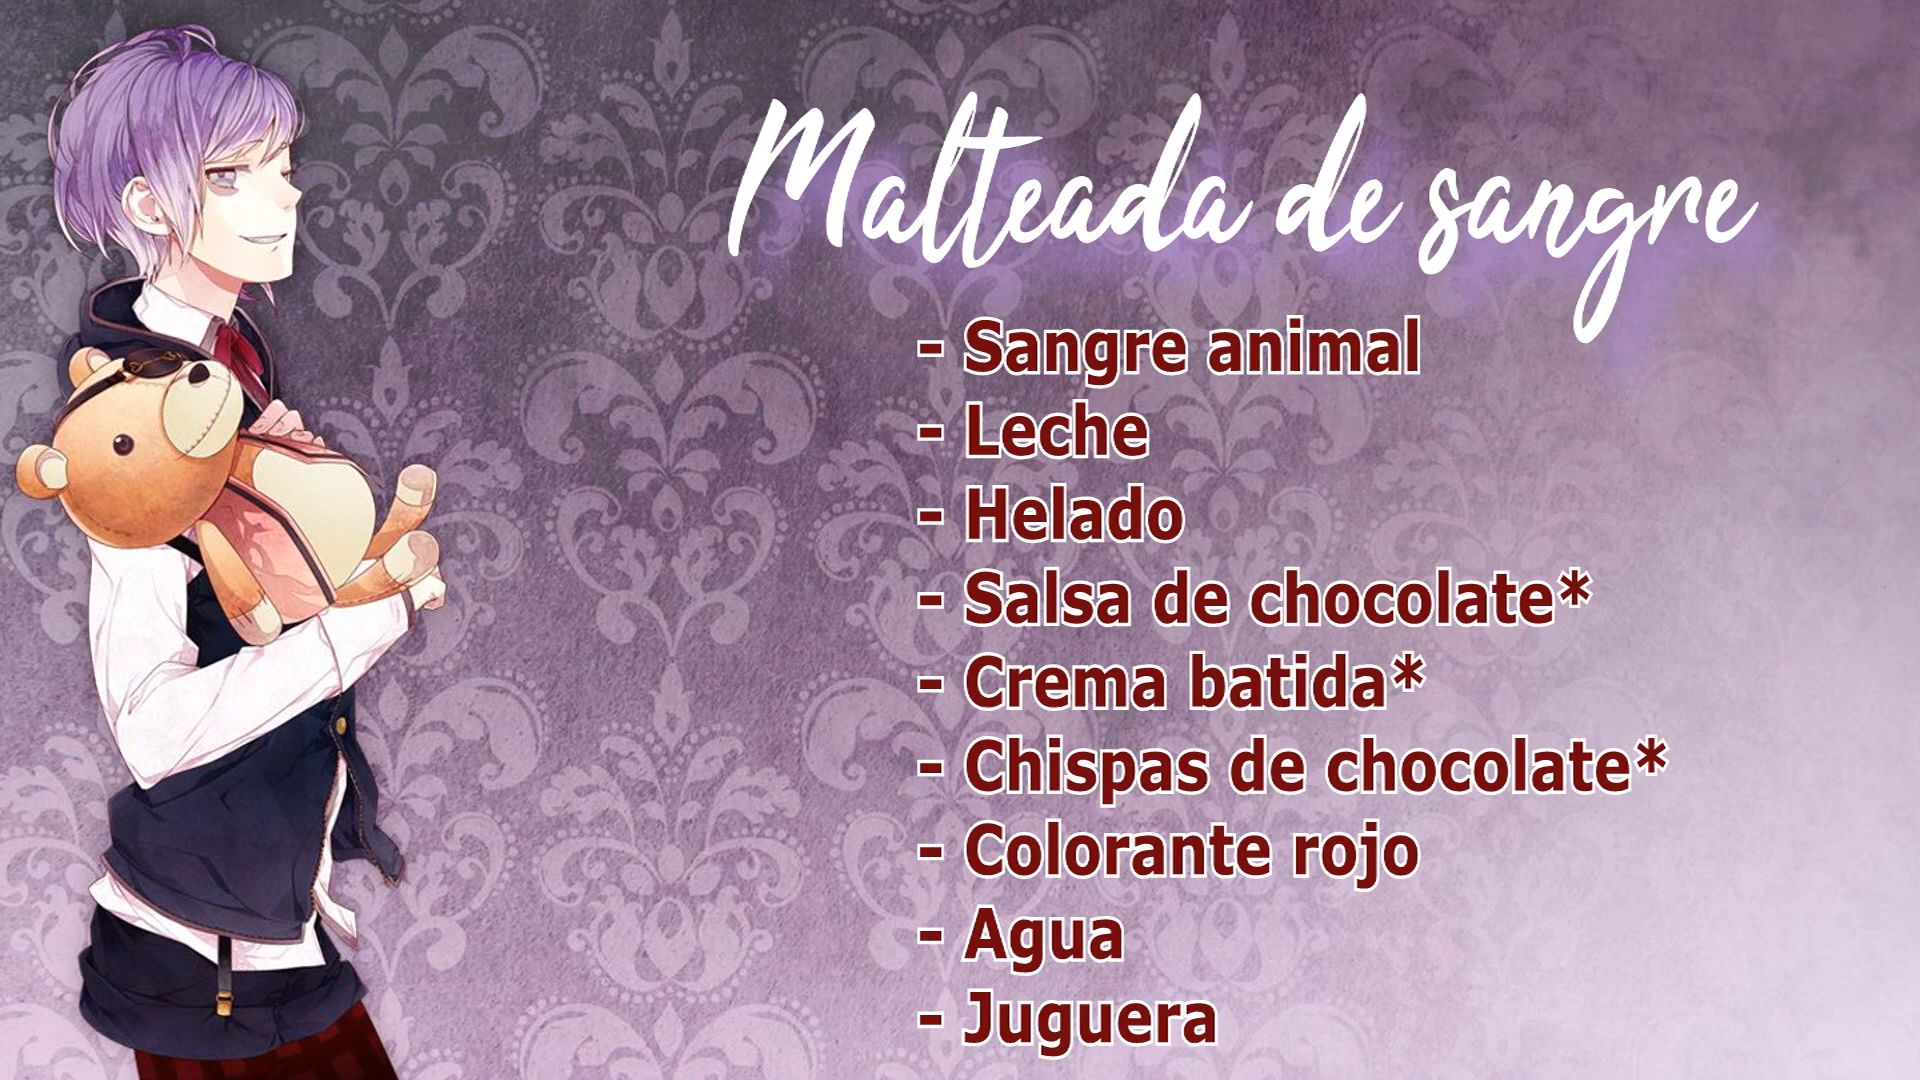 Malteada de sangre
- Sangre animal
- Leche
- Helado
- Salsa de chocolate*
- Crema batida*
- Chispas de chocolate*
- Colorante rojo
- Agua
- Juguera